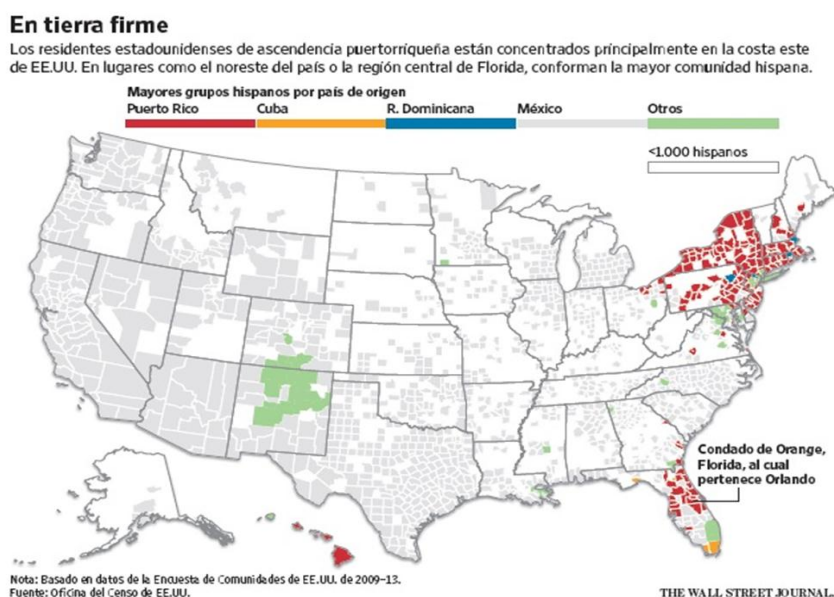 En tierra firme
Los residentes estadounidenses de ascendencia puertorriqueña están concentrados principalmente en la costa este
de EE.UU. En lugares como el noreste del país o la región central de Florida, conforman la mayor comunidad hispana.
Mayores grupos hispanos por país de origen
Puerto Rico Cuba R. Dominicana México Otros
<1.000 hispanos
Condado de Orange,
Florida, al cual
pertenece Orlando
Nota: Basado en datos de la Encuesta de Comunidades de EE.UU. de 2009-13.
Fuente: Oficina del Censo de EE.UU.
THE WALL STREET JOURNAL.